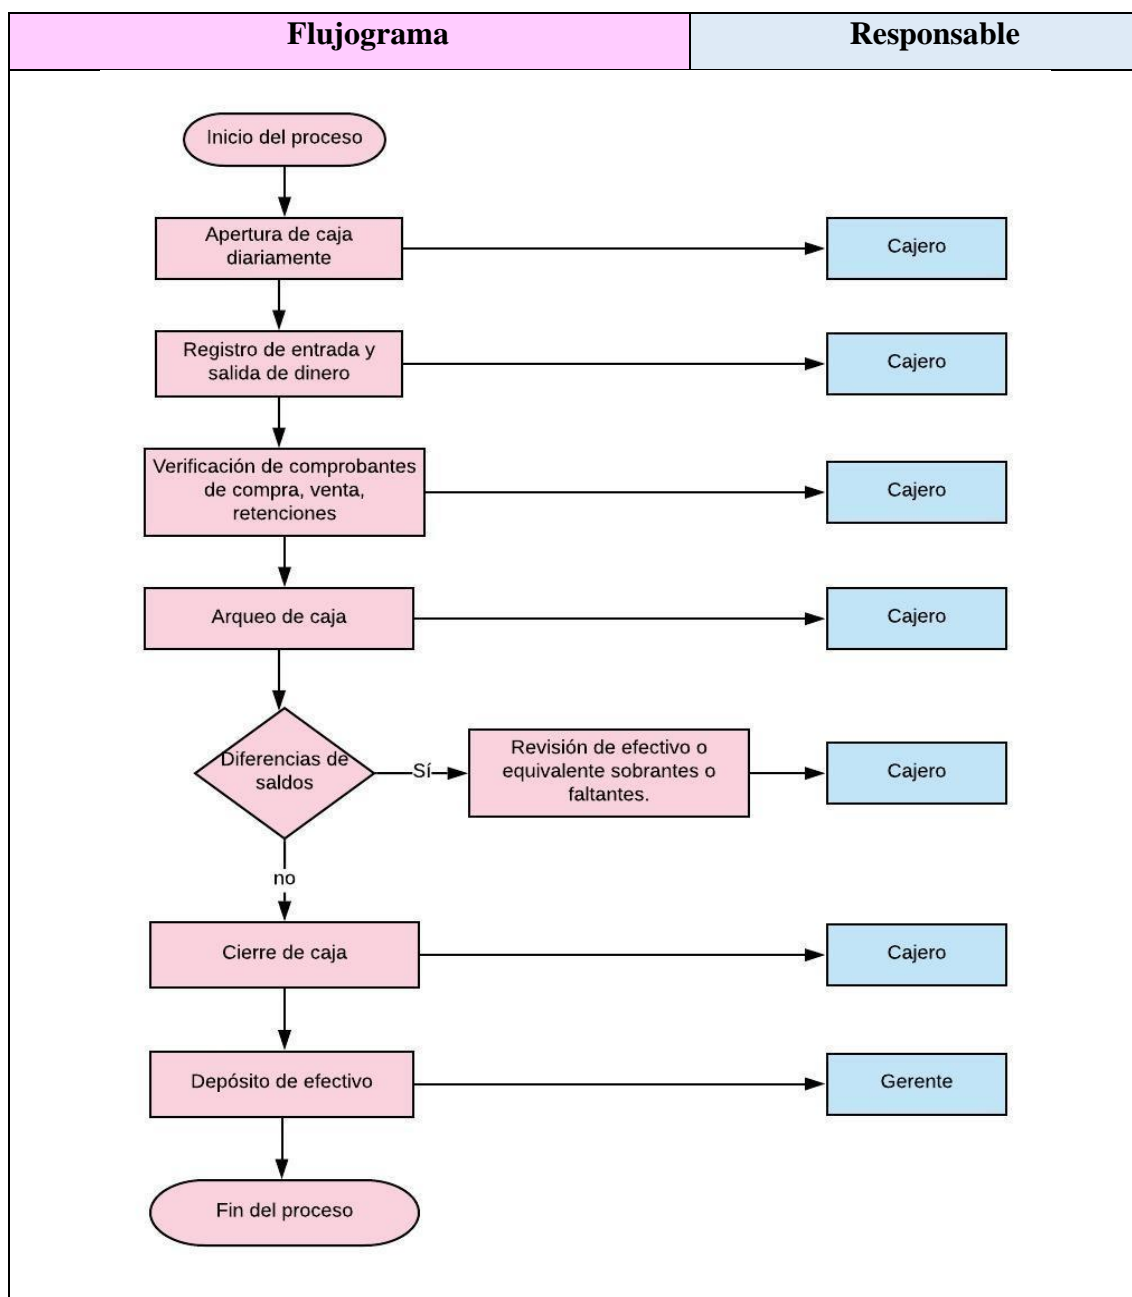 Flujograma
Responsable
Inicio del proceso
Apertura de caja
diariamente
Cajero
Registro de entrada y
salida de dinero
Cajero
Verificación de comprobantes
de compra, venta,
retenciones
Cajero
Arqueo de caja
Cajero
Diferencias de
saldos
Sí
Revisión de efectivo o
equivalente sobrantes o
faltantes.
Cajero
no
Cierre de caja
Cajero
Depósito de efectivo
Gerente
Fin del proceso